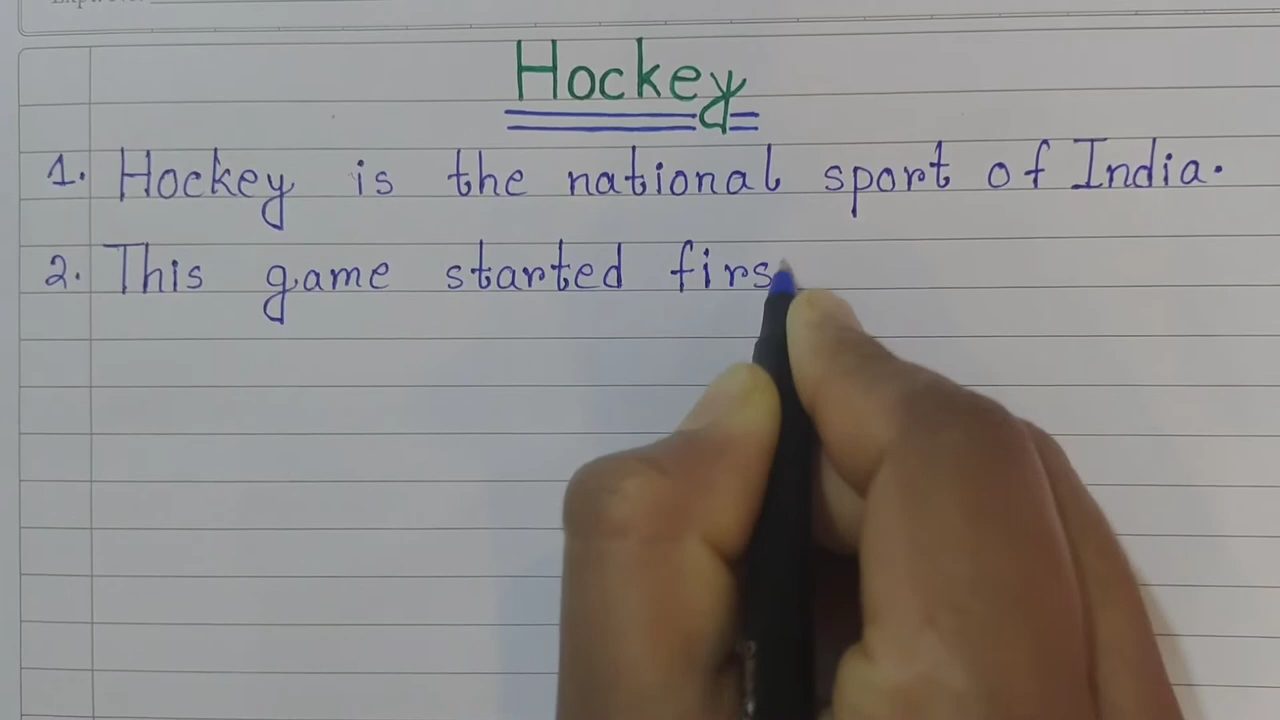 Hockey
1. Hockey is the national sport of India.
2. This game started firs